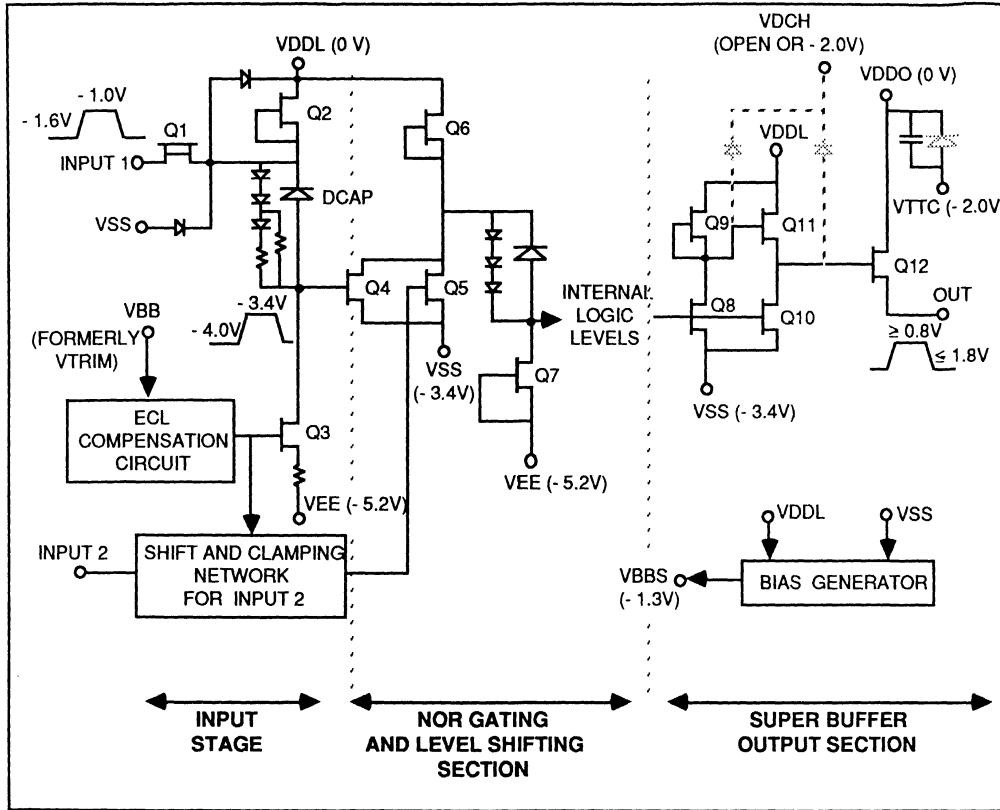 VDCH
(OPEN OR - 2.0V)
VDDL (0 V)
VDDO (0 V)
- 1.0V
- 1.6V
Q1
Q2
Q6
VDDL
INPUT 1
DCAP
VTTC (- 2.0V)
VSS
Q9
Q11
Q4
Q5
Q12
- 3.4V
- 4.0V
INTERNAL
LOGIC
LEVELS
Q8
Q10
OUT
VBB
(FORMERLY
VTRIM)
≥ 0.8V
≤ 1.8V
VSS
(- 3.4V)
Q7
VSS (- 3.4V)
ECL
COMPENSATION
CIRCUIT
Q3
VEE (- 5.2V)
VEE (- 5.2V)
VDDL
VSS
INPUT 2
SHIFT AND CLAMPING
NETWORK
FOR INPUT 2
VBBS
(- 1.3V)
BIAS GENERATOR
INPUT
STAGE
NOR GATING
AND LEVEL SHIFTING
SECTION
SUPER BUFFER
OUTPUT SECTION